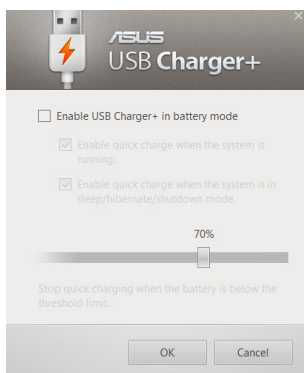 ASUS
USB Charger+
Enable USB Charger+ in battery mode
Enable quick charge when the system is
running.
Enable quick charge when the system is in
sleep/hibernate/shutdown mode.
70%
Stop quick charging when the battery is below the
threshold limit.
OK
Cancel